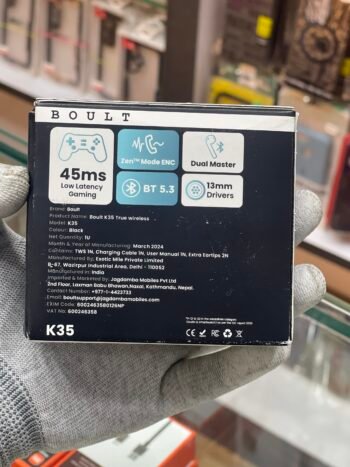 BOULT
45ms
Low Latency
Gaming
Zen™ Mode ENC
Dual Master
BT 5.3
13mm
Drivers
Brand: Boult
Product Name: Boult K35 True wireless
Model: K35
Colour: Black
Net Quantity: 1U
Month & Year of Manufacturing: March 2024
Contains: TWS 1N, Charging Cable 1N, User Manual 1N, Extra Eartips 2N
Manufactured By: Exotic Mile Private Limited
B-67, Wazirpur Industrial Area, Delhi - 110052
Manufactured in: India
Imported & Marketed by: Jagdamba Mobiles Pvt Ltd
2nd Floor, Laxman Babu Bhawan,Naxal, Kathmandu, Nepal.
Contact Number: +977-1-4423733
Email: boultsupport@jagdambamobiles.com
EXIM Code: 6002463580126NP
VAT No: 600246358
K35
CE